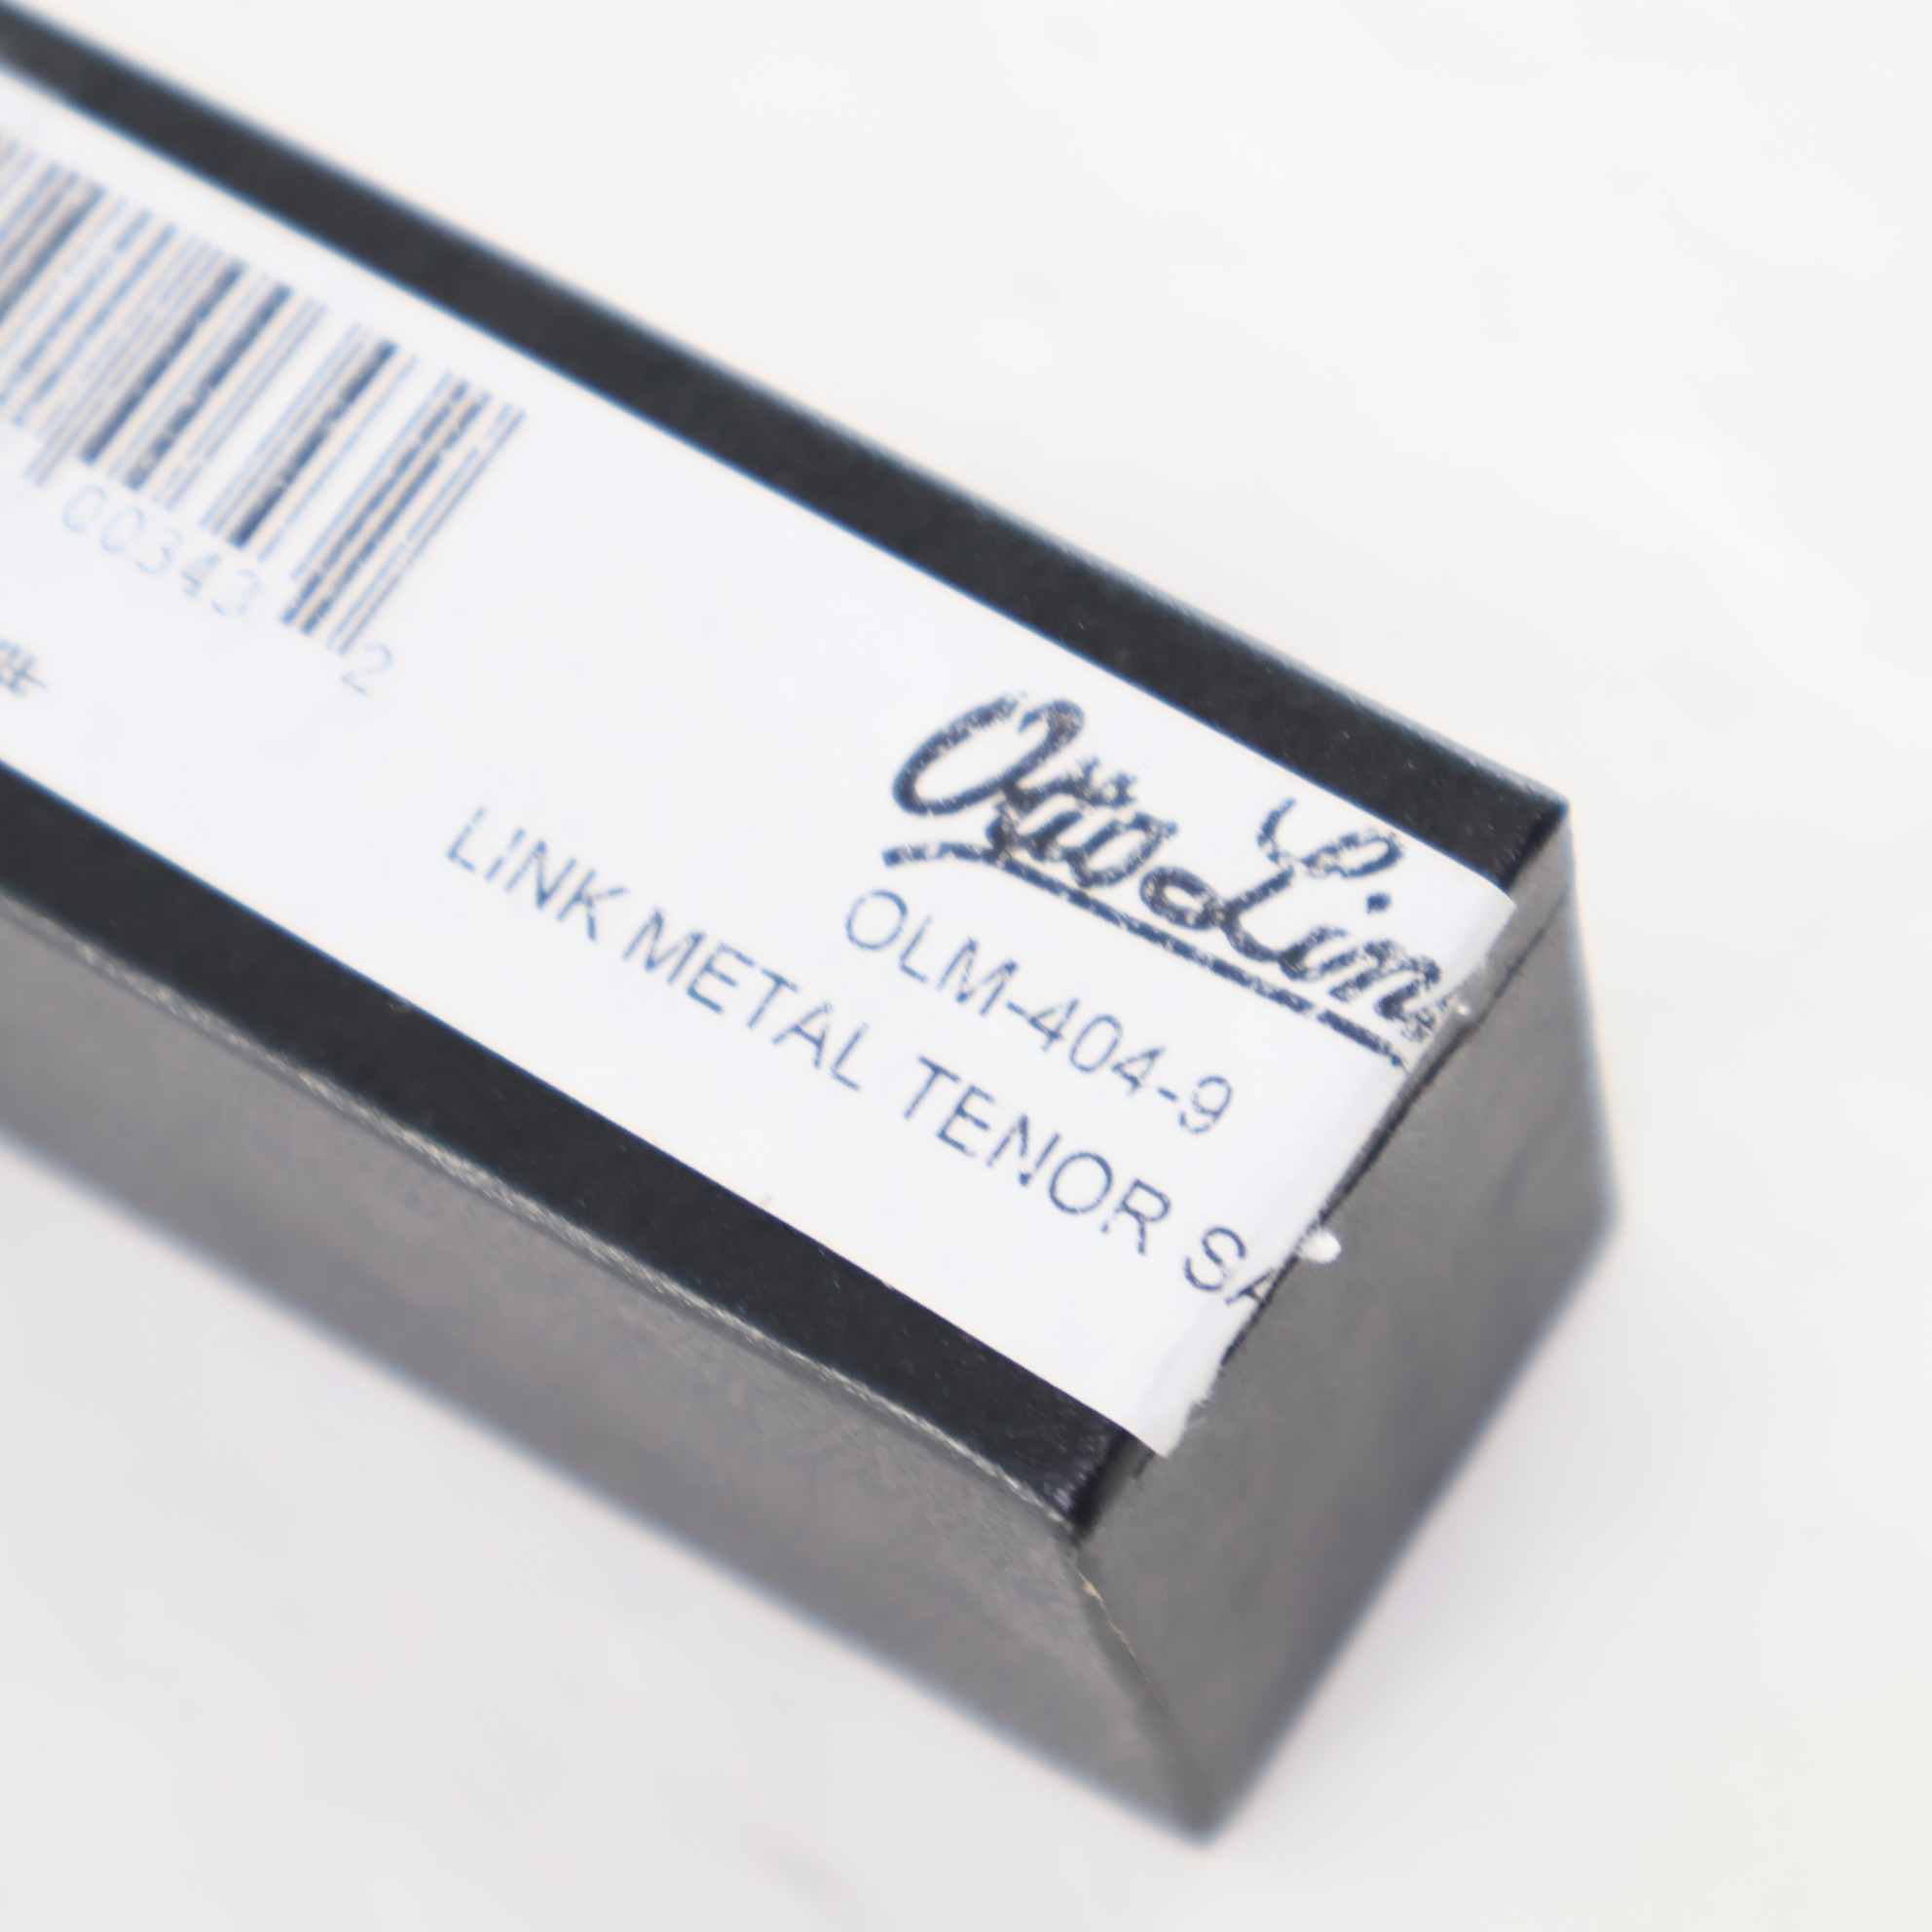 00343 2
Otto Link
OLM-404-9
LINK METAL TENOR SA